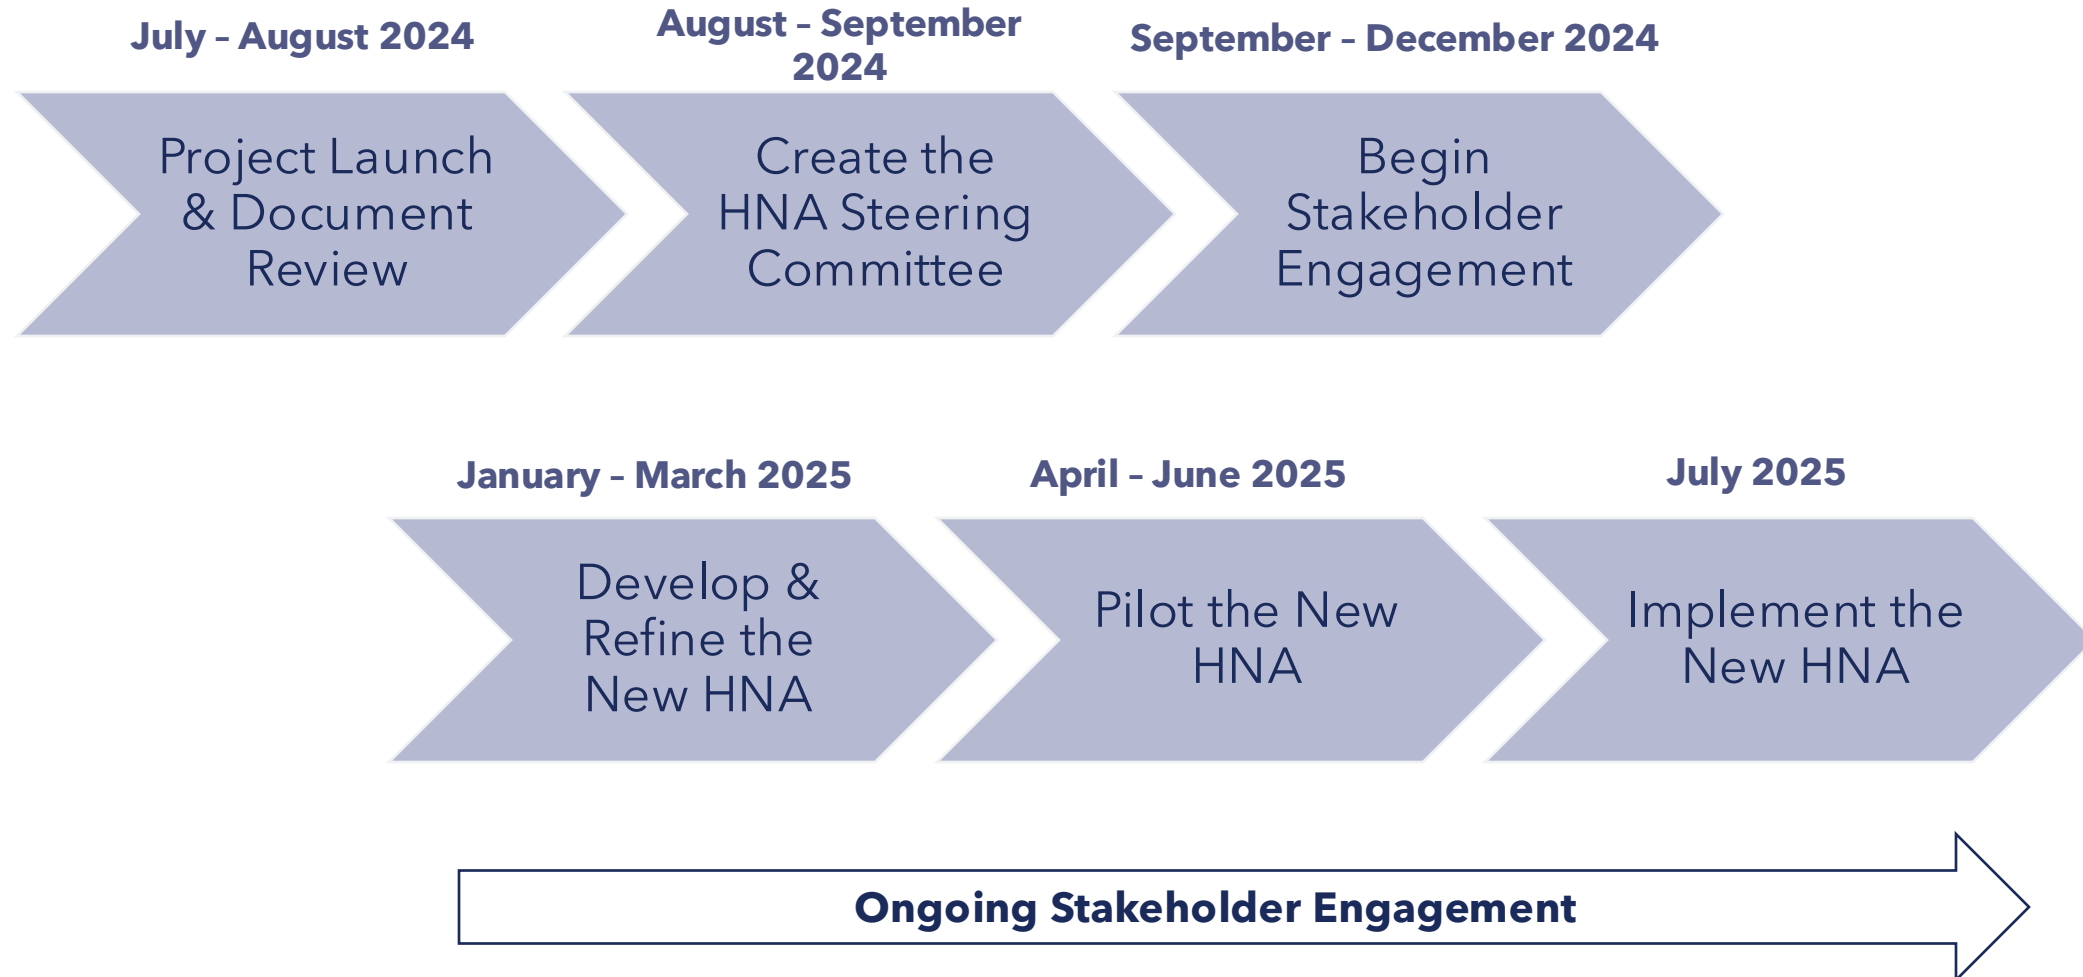 July – August 2024
Project Launch
& Document
Review
August – September
2024
Create the
HNA Steering
Committee
September – December 2024
Begin
Stakeholder
Engagement
January – March 2025
Develop &
Refine the
New HNA
April – June 2025
Pilot the New
HNA
July 2025
Implement the
New HNA
Ongoing Stakeholder Engagement